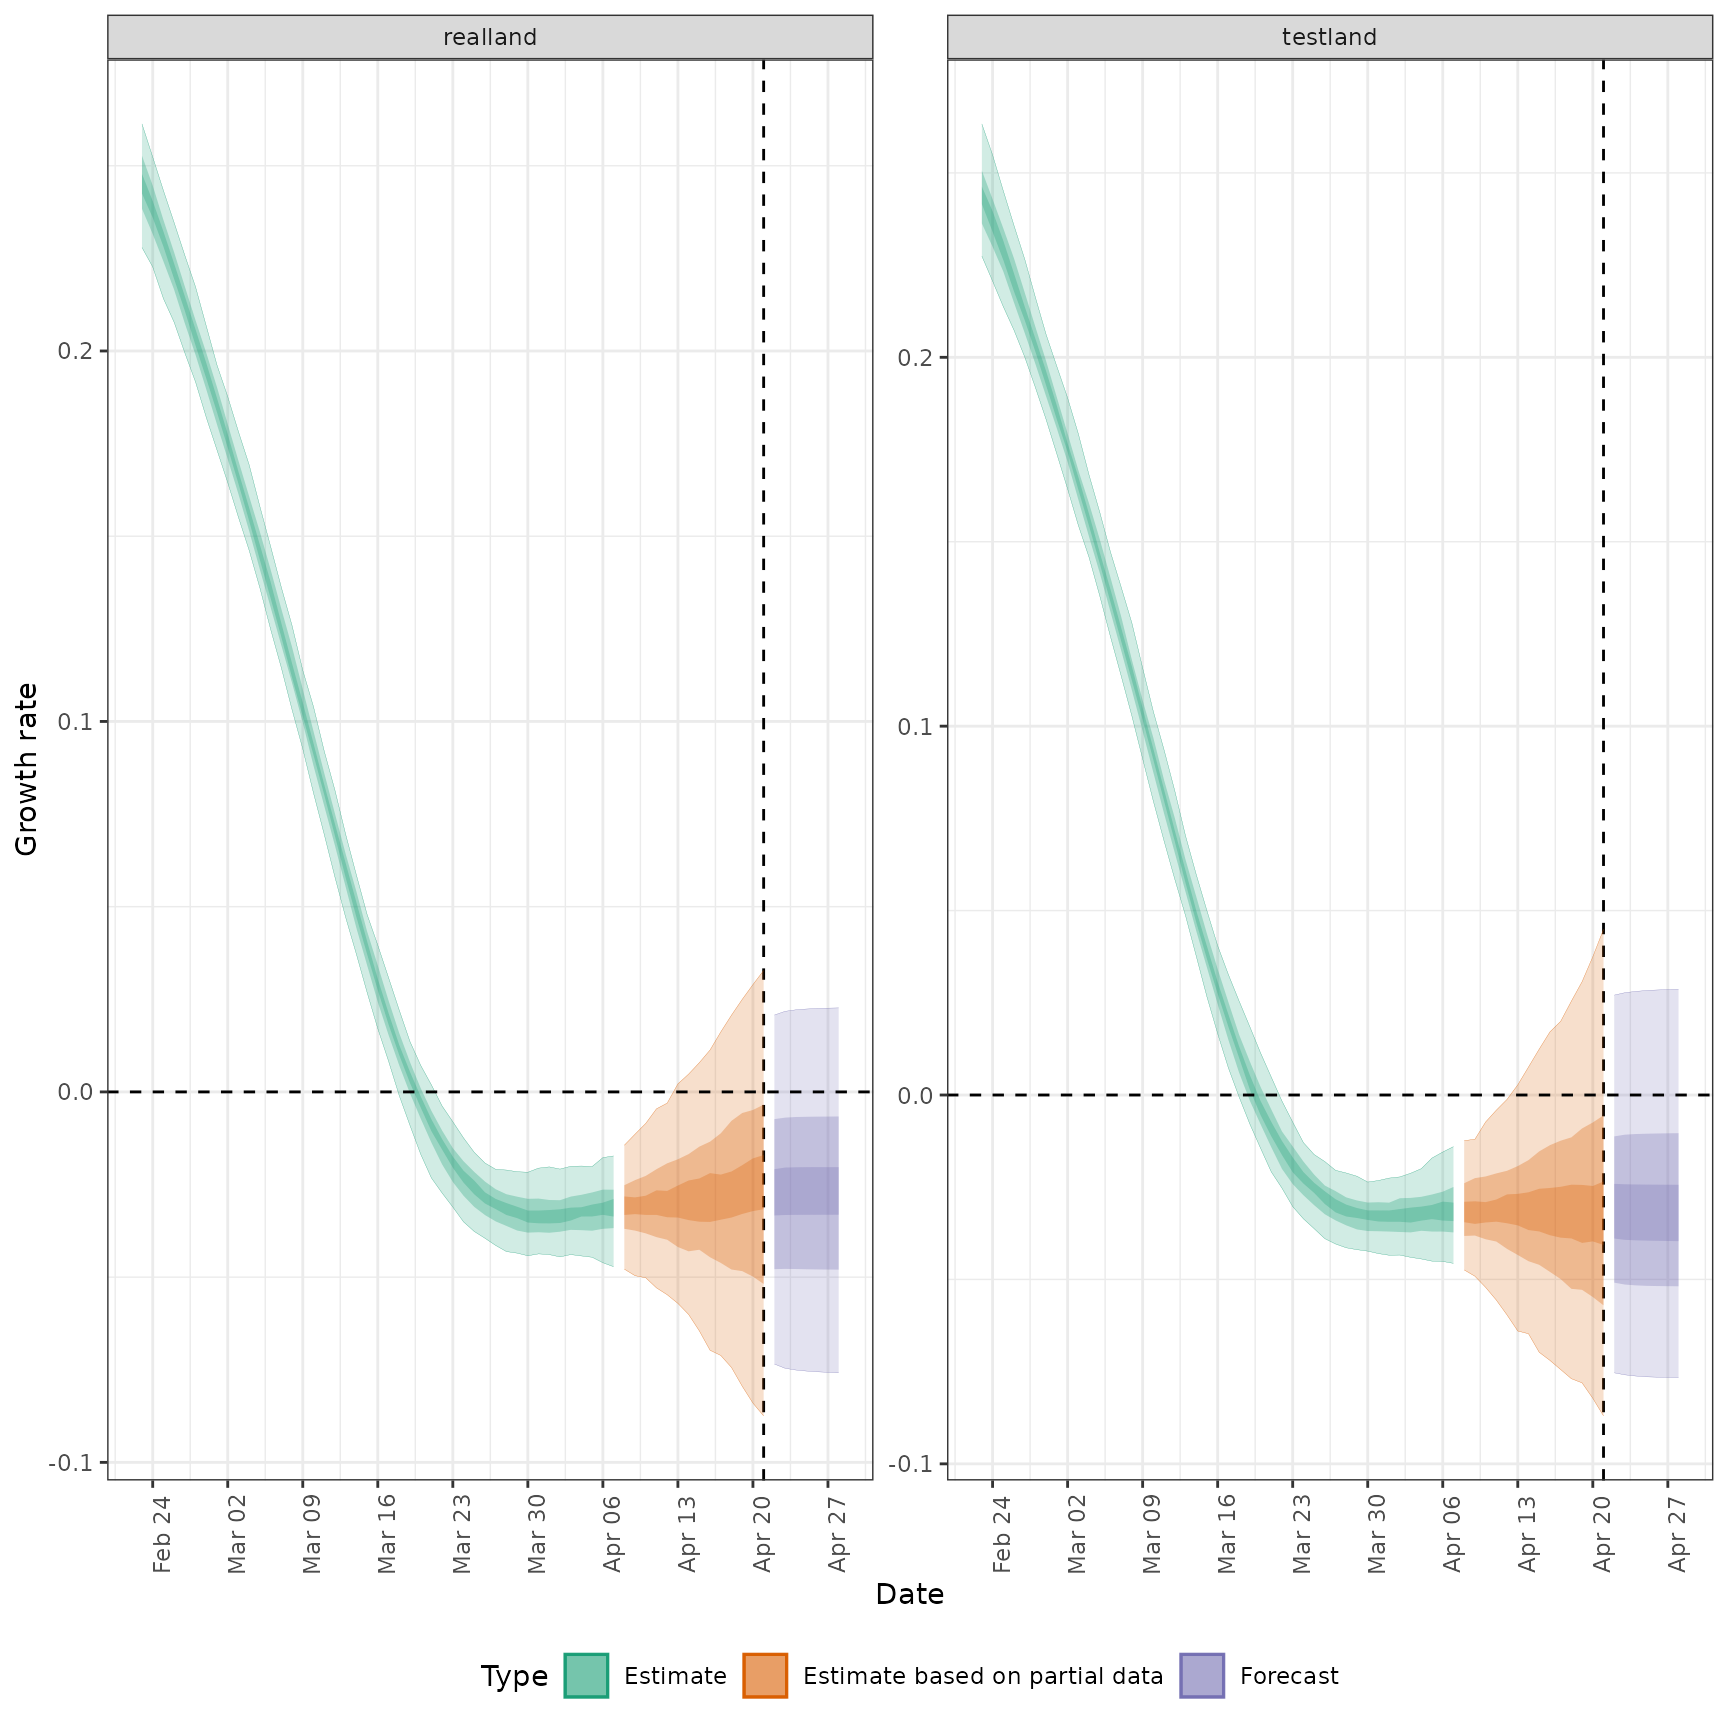 realland
testland
Growth rate
0.2
0.1
0.0
-0.1
0.2
0.1
0.0
-0.1
Feb 24
Mar 02
Mar 09
Mar 16
Mar 23
Mar 30
Apr 06
Apr 13
Apr 20
Apr 27
Feb 24
Mar 02
Mar 09
Mar 16
Mar 23
Mar 30
Apr 06
Apr 13
Apr 20
Apr 27
Date
Type Estimate Estimate based on partial data Forecast